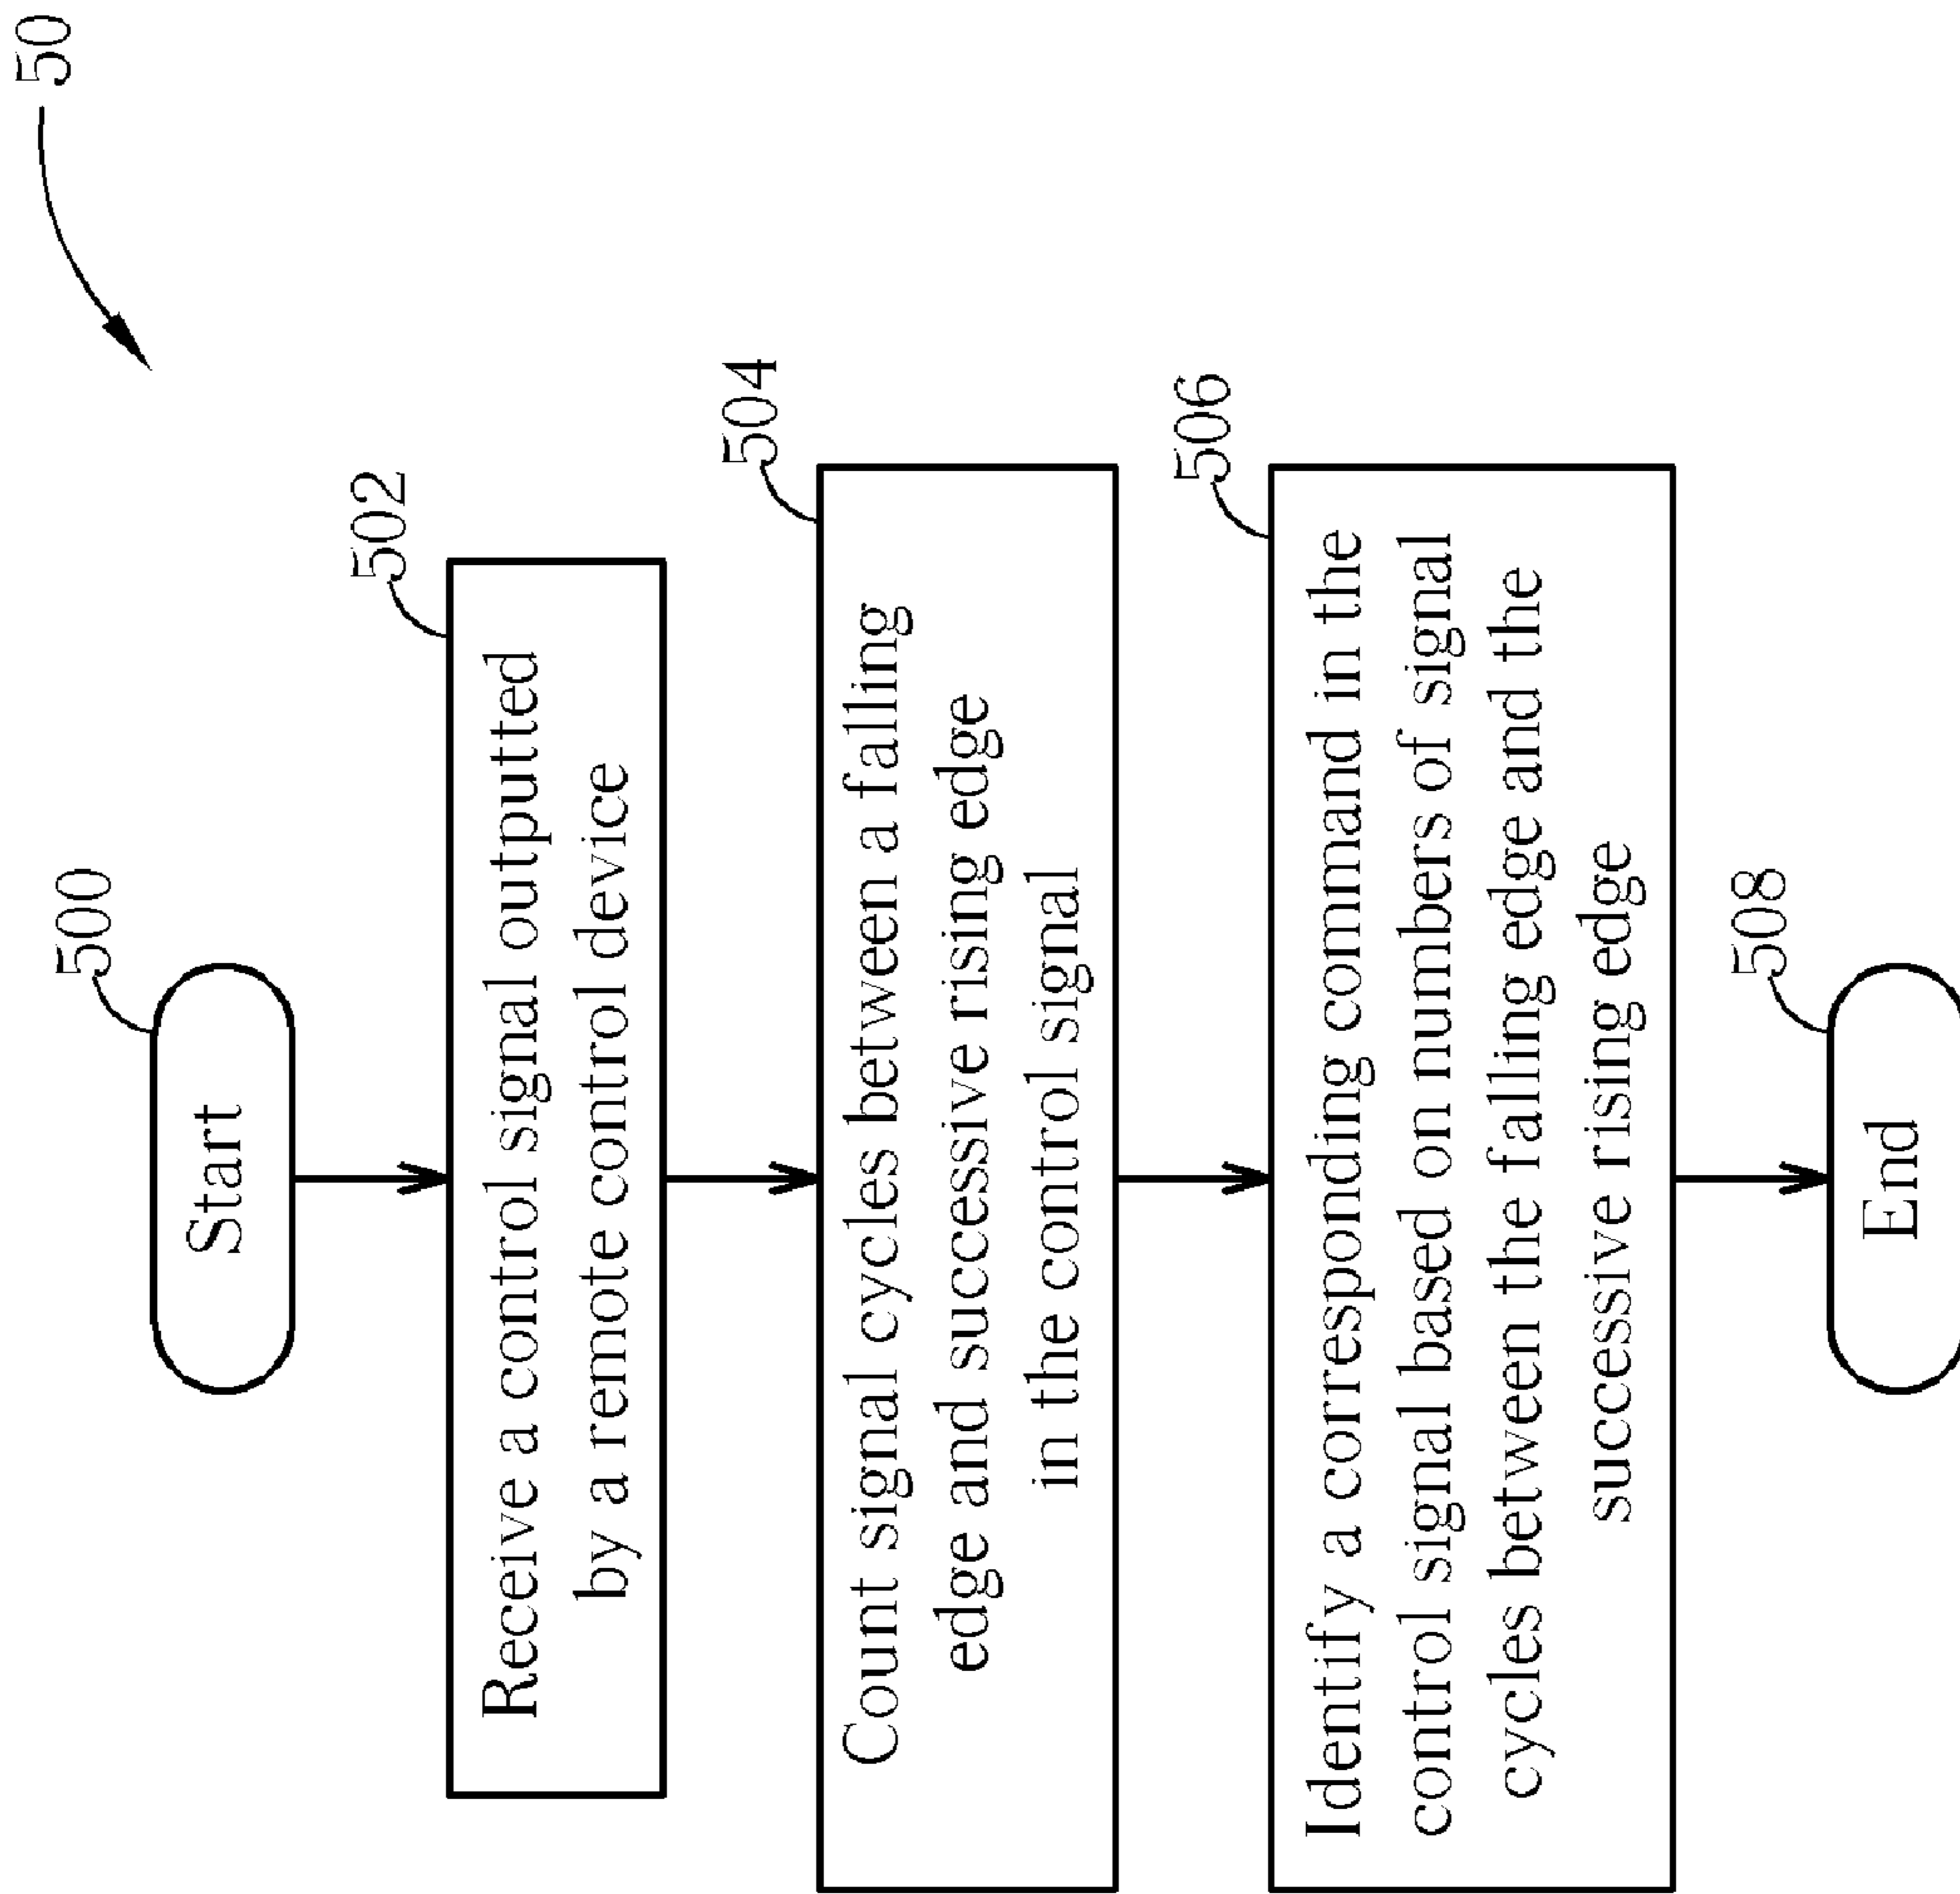 50
500
Start
502
Receive a control signal outputted
by a remote control device
504
Count signal cycles between a falling
edge and successive rising edge
in the control signal
506
Identify a corresponding command in the
control signal based on numbers of signal
cycles between the falling edge and the
successive rising edge
508
End